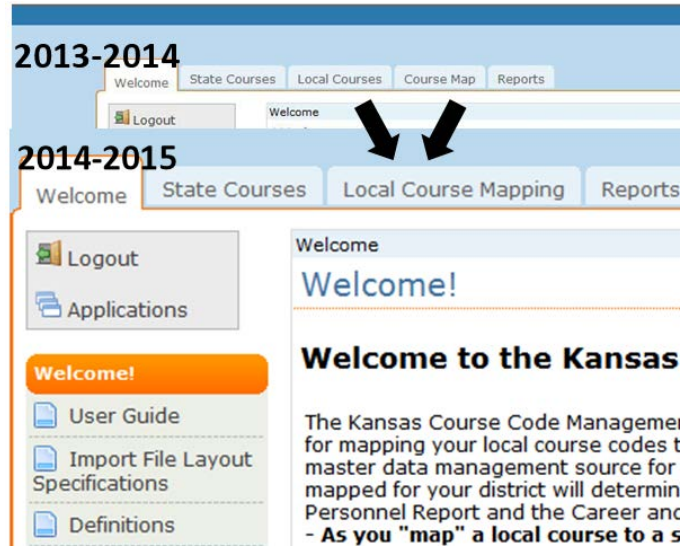 2013-2014
Welcome State Courses Local Courses Course Map Reports
Logout
Welcome
2014-2015
Welcome State Courses Local Course Mapping Reports
Logout
Applications
Welcome!
User Guide
Import File Layout
Specifications
Definitions
Welcome
Welcome!
Welcome to the Kansas
The Kansas Course Code
for mapping your local course codes
master data management source for
mapped for your district will
Personnel Report and the Career
- As you "map" a local course to a